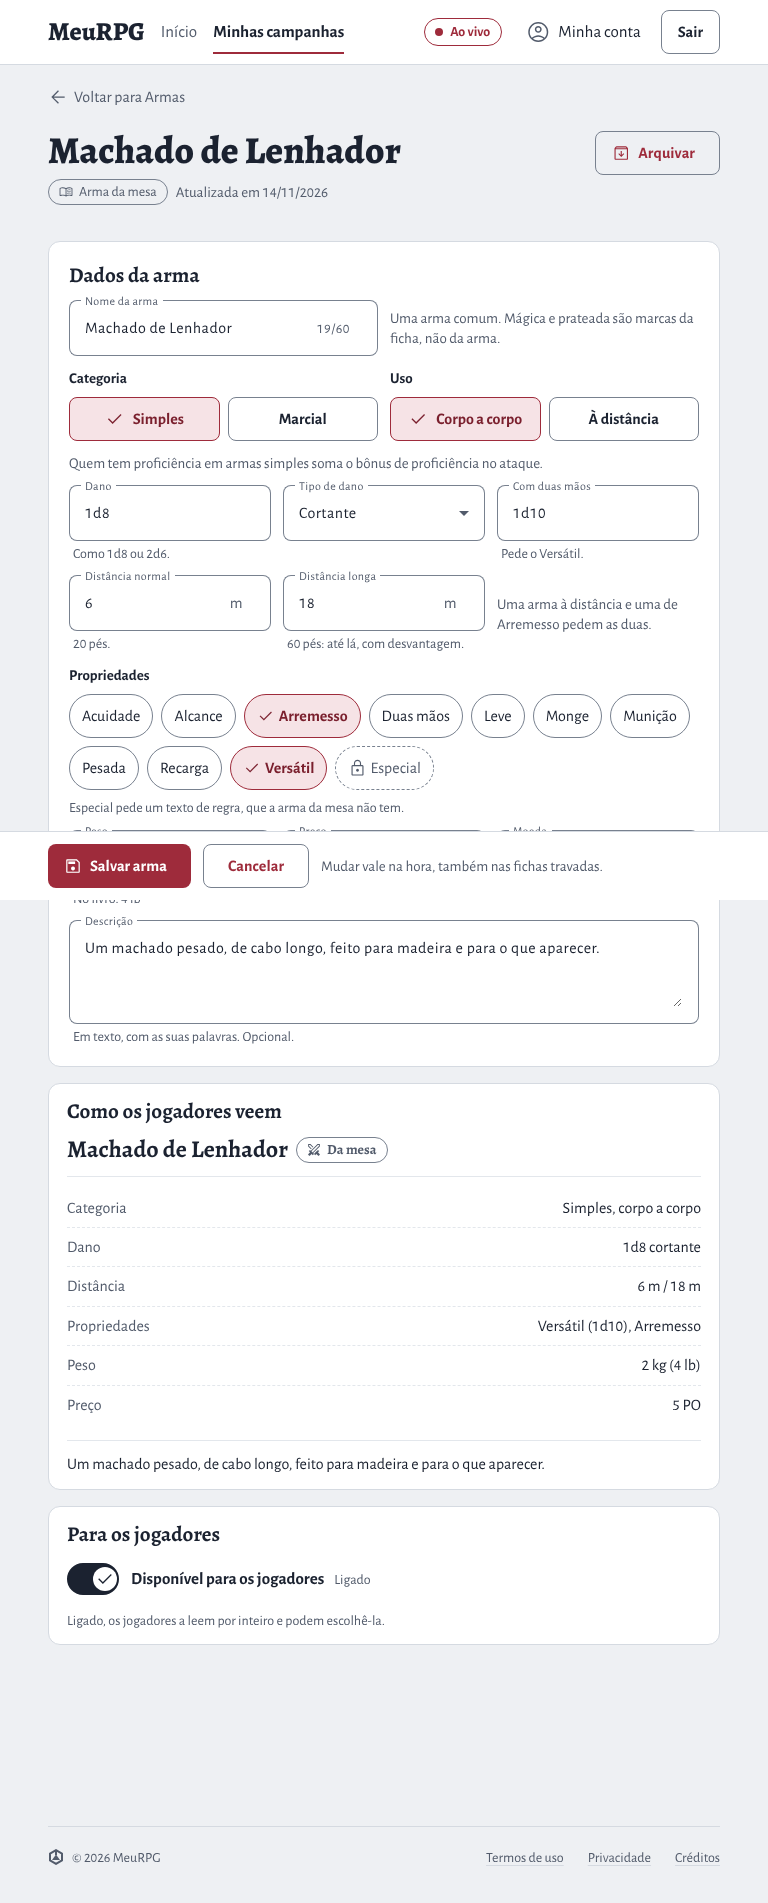 MeuRPG Início Minhas campanhas Ao vivo Minha conta Sair
Voltar para Armas
Machado de Lenhador
Arquivar
Arma da mesa Atualizada em 14/11/2026
Dados da arma
Nome da arma
Machado de Lenhador 19/60
Uma arma comum. Mágica e prateada são marcas da
ficha, não da arma.
Categoria Uso
Simples Marcial Corpo a corpo À distância
Quem tem proficiência em armas simples soma o bônus de proficiência no ataque.
Dano Tipo de dano Com duas mãos
1d8 Cortante 1d10
Como 1d8 ou 2d6. Pede o Versátil.
Distância normal Distância longa
6 m 18 m
Uma arma à distância e uma de
Arremesso pedem as duas.
20 pés. 60 pés: até lá, com desvantagem.
Propriedades
Acuidade Alcance Arremesso Duas mãos Leve Monge Munição
Pesada Recarga Versátil Especial
Especial pede um texto de regra, que a arma da mesa não tem.
Salvar arma Cancelar Mudar vale na hora, também nas fichas travadas.
Descrição
Um machado pesado, de cabo longo, feito para madeira e para o que aparecer.
Em texto, com as suas palavras. Opcional.
Como os jogadores veem
Machado de Lenhador Da mesa
Categoria Simples, corpo a corpo
Dano 1d8 cortante
Distância 6 m / 18 m
Propriedades Versátil (1d10), Arremesso
Peso 2 kg (4 lb)
Preço 5 PO
Um machado pesado, de cabo longo, feito para madeira e para o que aparecer.
Para os jogadores
Disponível para os jogadores Ligado
Ligado, os jogadores a leem por inteiro e podem escolhê-la.
© 2026 MeuRPG Termos de uso Privacidade Créditos